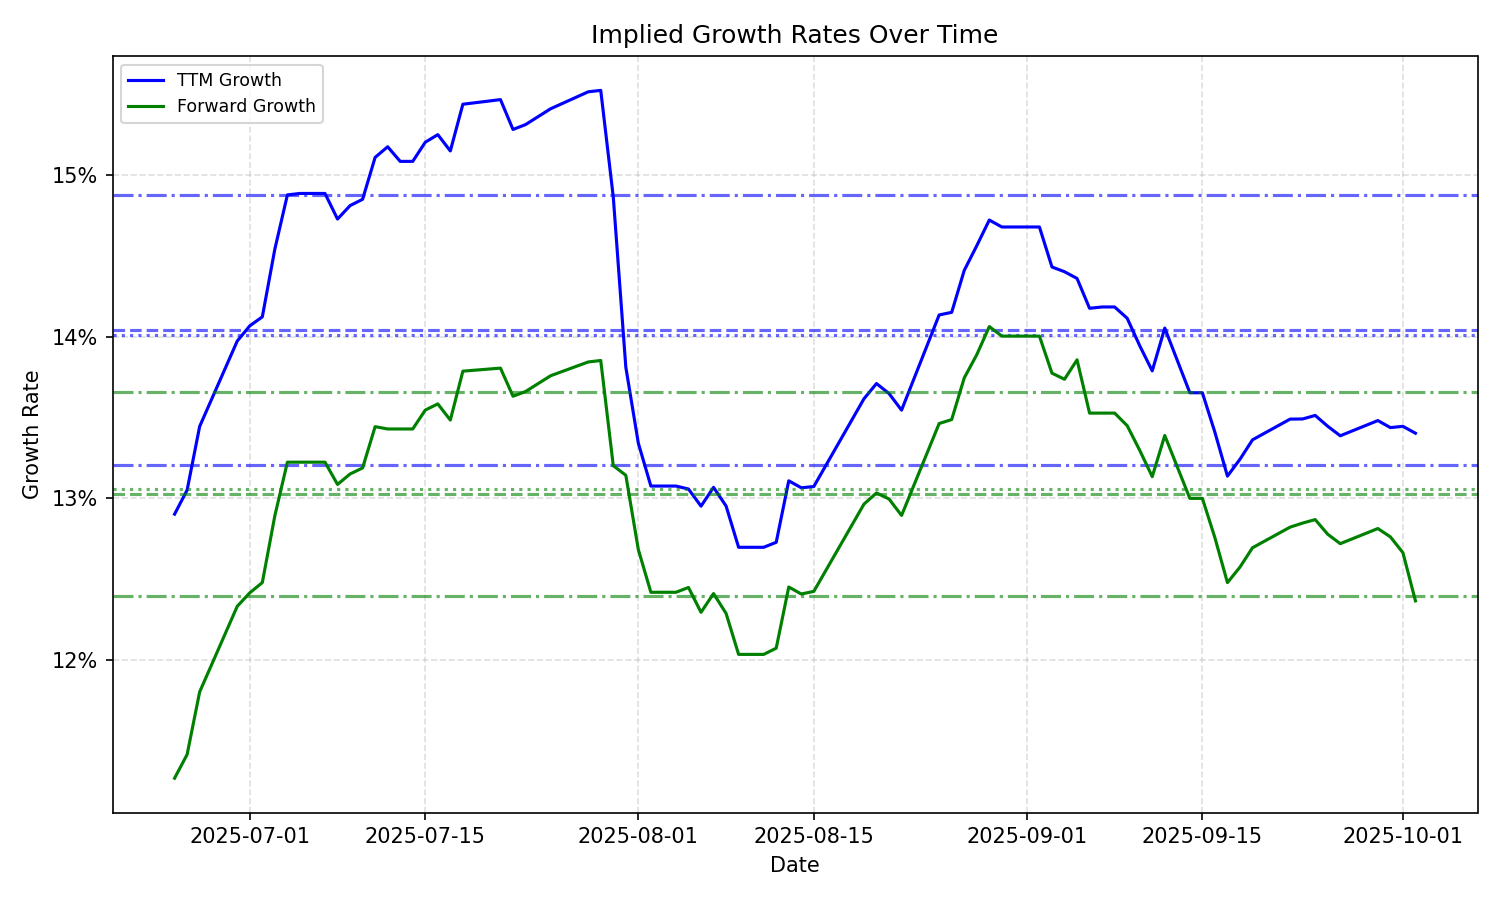 Implied Growth Rates Over Time
TTM Growth
Forward Growth
15%
14%
13%
12%
Growth Rate
2025-07-01
2025-07-15
2025-08-01
2025-08-15
2025-09-01
2025-09-15
2025-10-01
Date